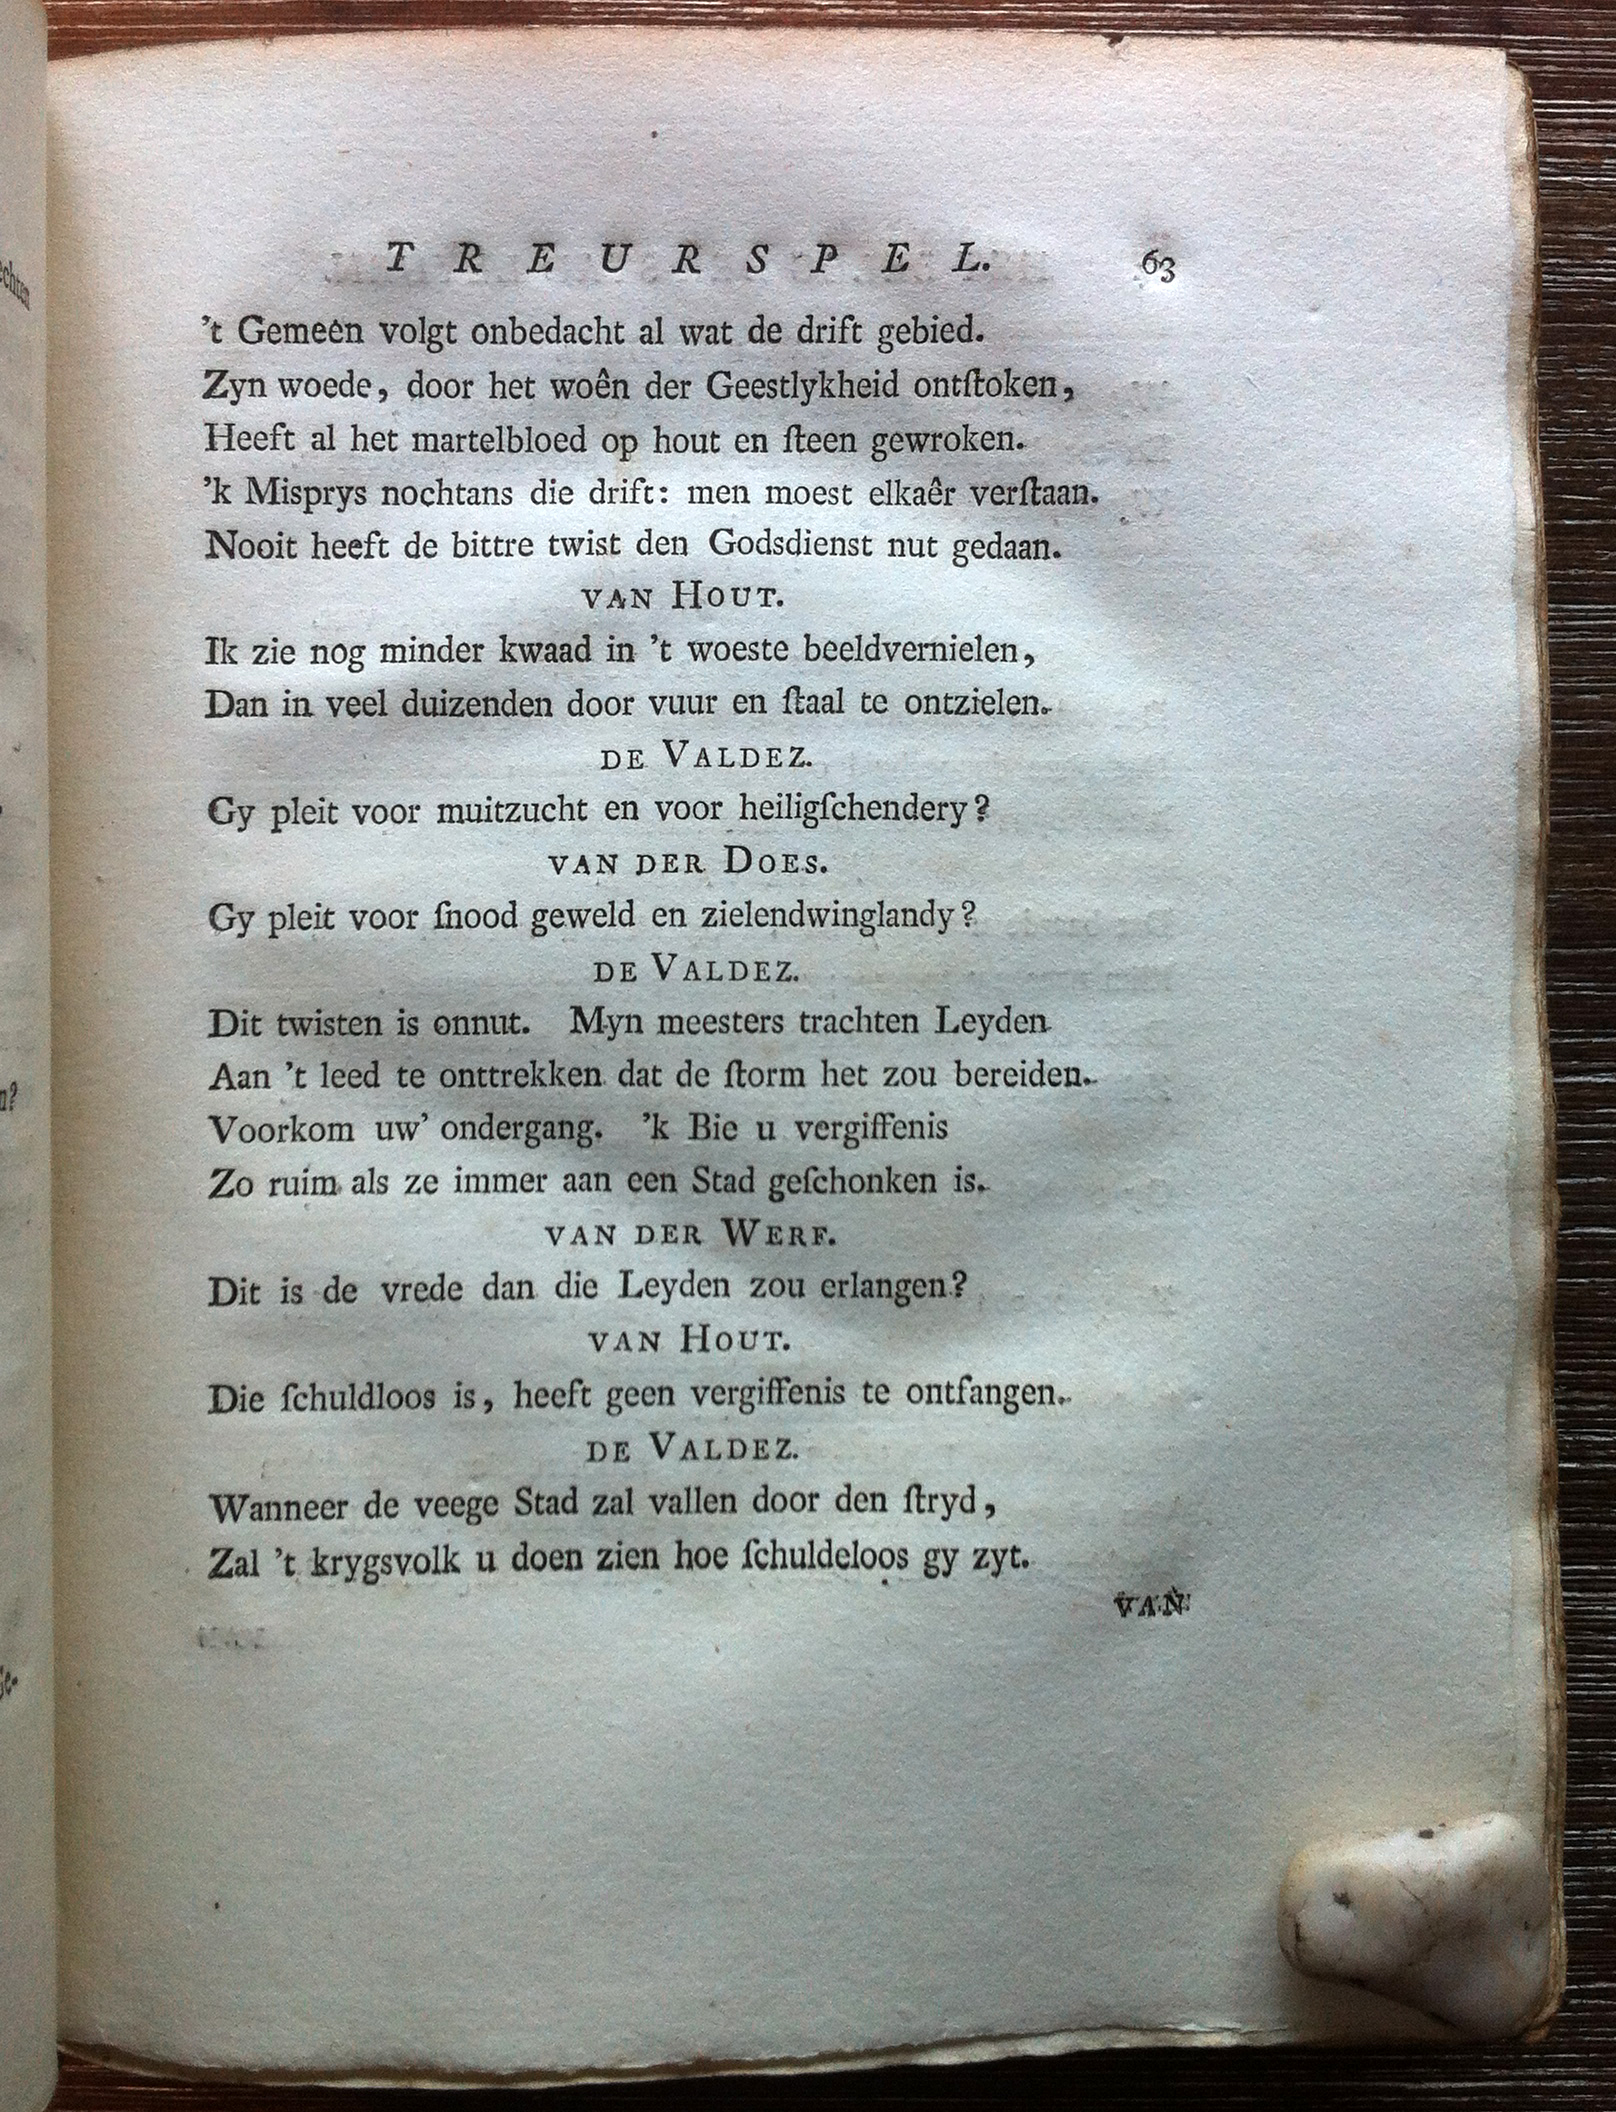 TREURSPEL. 63
’t Gemeên volgt onbedacht al wat de drift gebied.
Zyn woede, door het woên der Geestlykheid ontſtoken,
Heeft al het martelbloed op hout en ſteen gewroken.
’k Misprys nochtans die drift: men moest elkaêr verſtaan.
Nooit heeft de bittre twist den Godsdienst nut gedaan.
VAN HOUT.
Ik zie nog minder kwaad in ’t woeste beeldvernielen,
Dan in veel duizenden door vuur en ſtaal te ontzielen.
DE VALDEZ.
Gy pleit voor muitzucht en voor heiligſchendery?
VAN DER DOES.
Gy pleit voor ſnood geweld en zielendwinglandy?
DE VALDEZ.
Dit twisten is onnut. Myn meesters trachten Leyden
Aan ’t leed te onttrekken dat de ſtorm het zou bereiden.
Voorkom uw’ ondergang. ’k Bie u vergiffenis
Zo ruim als ze immer aan een Stad geſchonken is.
VAN DER WERF.
Dit is de vrede dan die Leyden zou erlangen?
VAN HOUT.
Die ſchuldloos is, heeft geen vergiffenis te ontfangen.
DE VALDEZ.
Wanneer de veege Stad zal vallen door den ſtryd,
Zal ’t krygsvolk u doen zien hoe ſchuldeloos gy zyt.
VAN